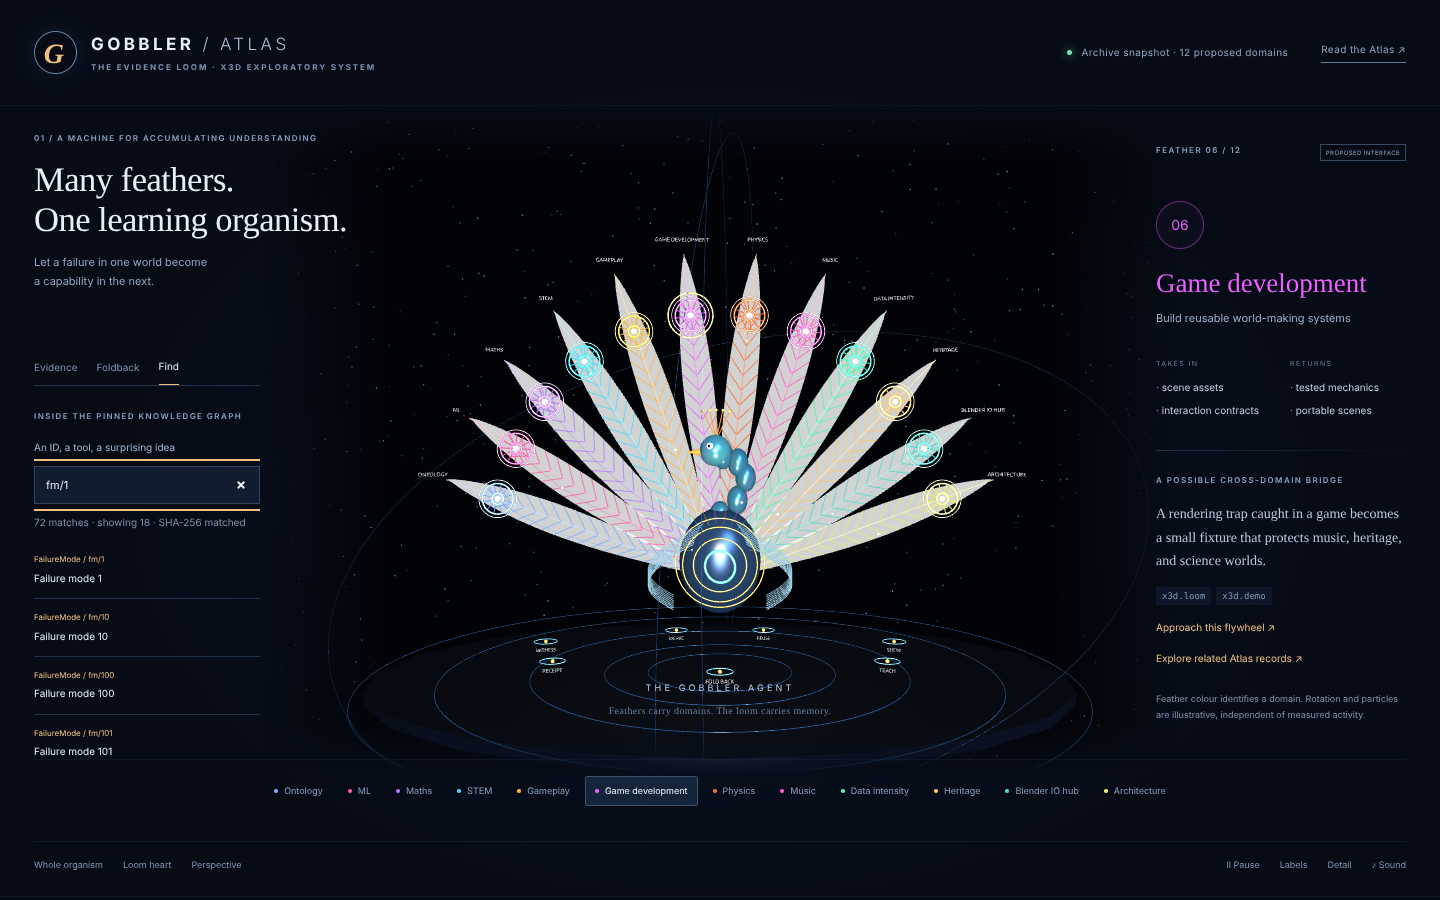 G
GOBBLER / ATLAS
THE EVIDENCE LOOM · X3D EXPLORATORY SYSTEM
Archive snapshot · 12 proposed domains
Read the Atlas ↗
01 / A MACHINE FOR ACCUMULATING UNDERSTANDING
Many feathers.
One learning organism.
Let a failure in one world become
a capability in the next.
Evidence Foldback Find
INSIDE THE PINNED KNOWLEDGE GRAPH
An ID, a tool, a surprising idea
fm/1 ×
72 matches · showing 18 · SHA-256 matched
FailureMode / fm/1
Failure mode 1
FailureMode / fm/10
Failure mode 10
FailureMode / fm/100
Failure mode 100
FailureMode / fm/101
Failure mode 101
GAME DEVELOPMENT
PHYSICS
GAMEPLAY
MUSIC
STEM
DATA INTENSITY
MATHS
HERITAGE
ML
BLENDER IO HUB
ONTOLOGY
ARCHITECTURE
WITNESS
REUSE
SHOW
RECEIPT
FOLD BACK
TEACH
THE GOBBLER AGENT
Feathers carry domains. The loom carries memory.
FEATHER 06 / 12
PROPOSED INTERFACE
06
Game development
Build reusable world-making systems
TAKES IN RETURNS
· scene assets · tested mechanics
· interaction contracts · portable scenes
A POSSIBLE CROSS-DOMAIN BRIDGE
A rendering trap caught in a game becomes
a small fixture that protects music, heritage,
and science worlds.
x3d.loom x3d.demo
Approach this flywheel ↗
Explore related Atlas records ↗
Feather colour identifies a domain. Rotation and particles
are illustrative, independent of measured activity.
Ontology ML Maths STEM Gameplay Game development Physics Music Data intensity Heritage Blender IO hub Architecture
Whole organism Loom heart Perspective
II Pause Labels Detail ♪ Sound